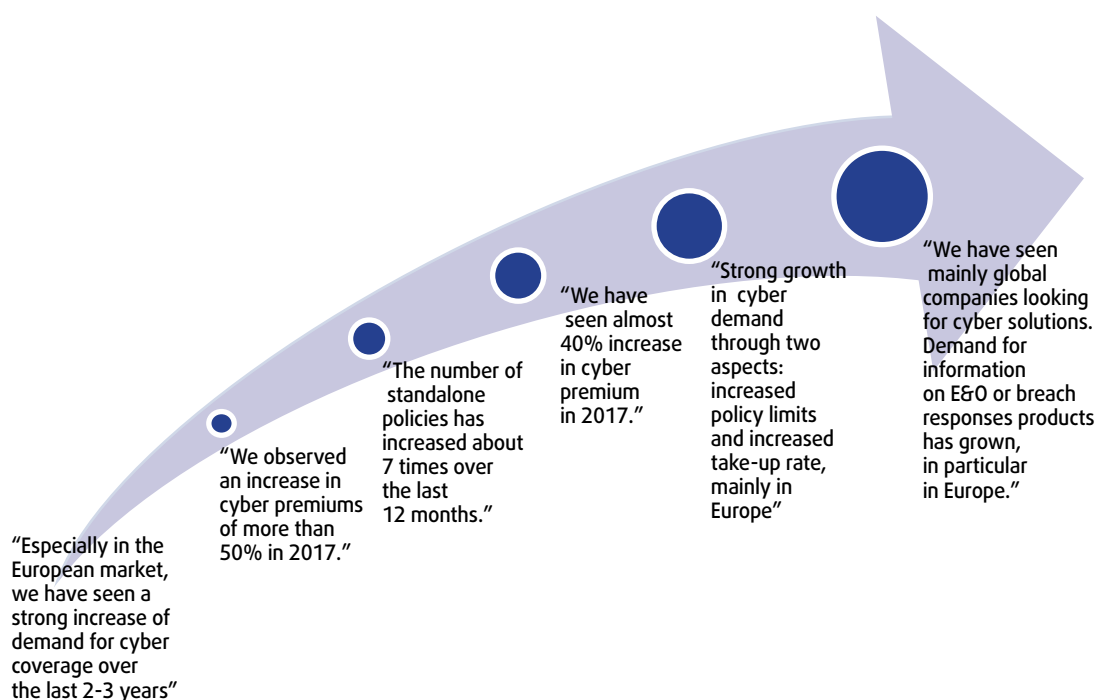 “Especially in the
European market,
we have seen a
strong increase of
demand for cyber
coverage over
the last 2-3 years”
“We observed
an increase in
cyber premiums
of more than
50% in 2017.”
“The number of
standalone
policies has
increased about
7 times over
the last
12 months.”
“We have
seen almost
40% increase
in cyber
premium
in 2017.”
“Strong growth
in cyber
demand
through two
aspects:
increased
policy limits
and increased
take-up rate,
mainly in
Europe”
“We have seen
mainly global
companies looking
for cyber solutions.
Demand for
information
on E&O or breach
responses products
has grown,
in particular
in Europe.”